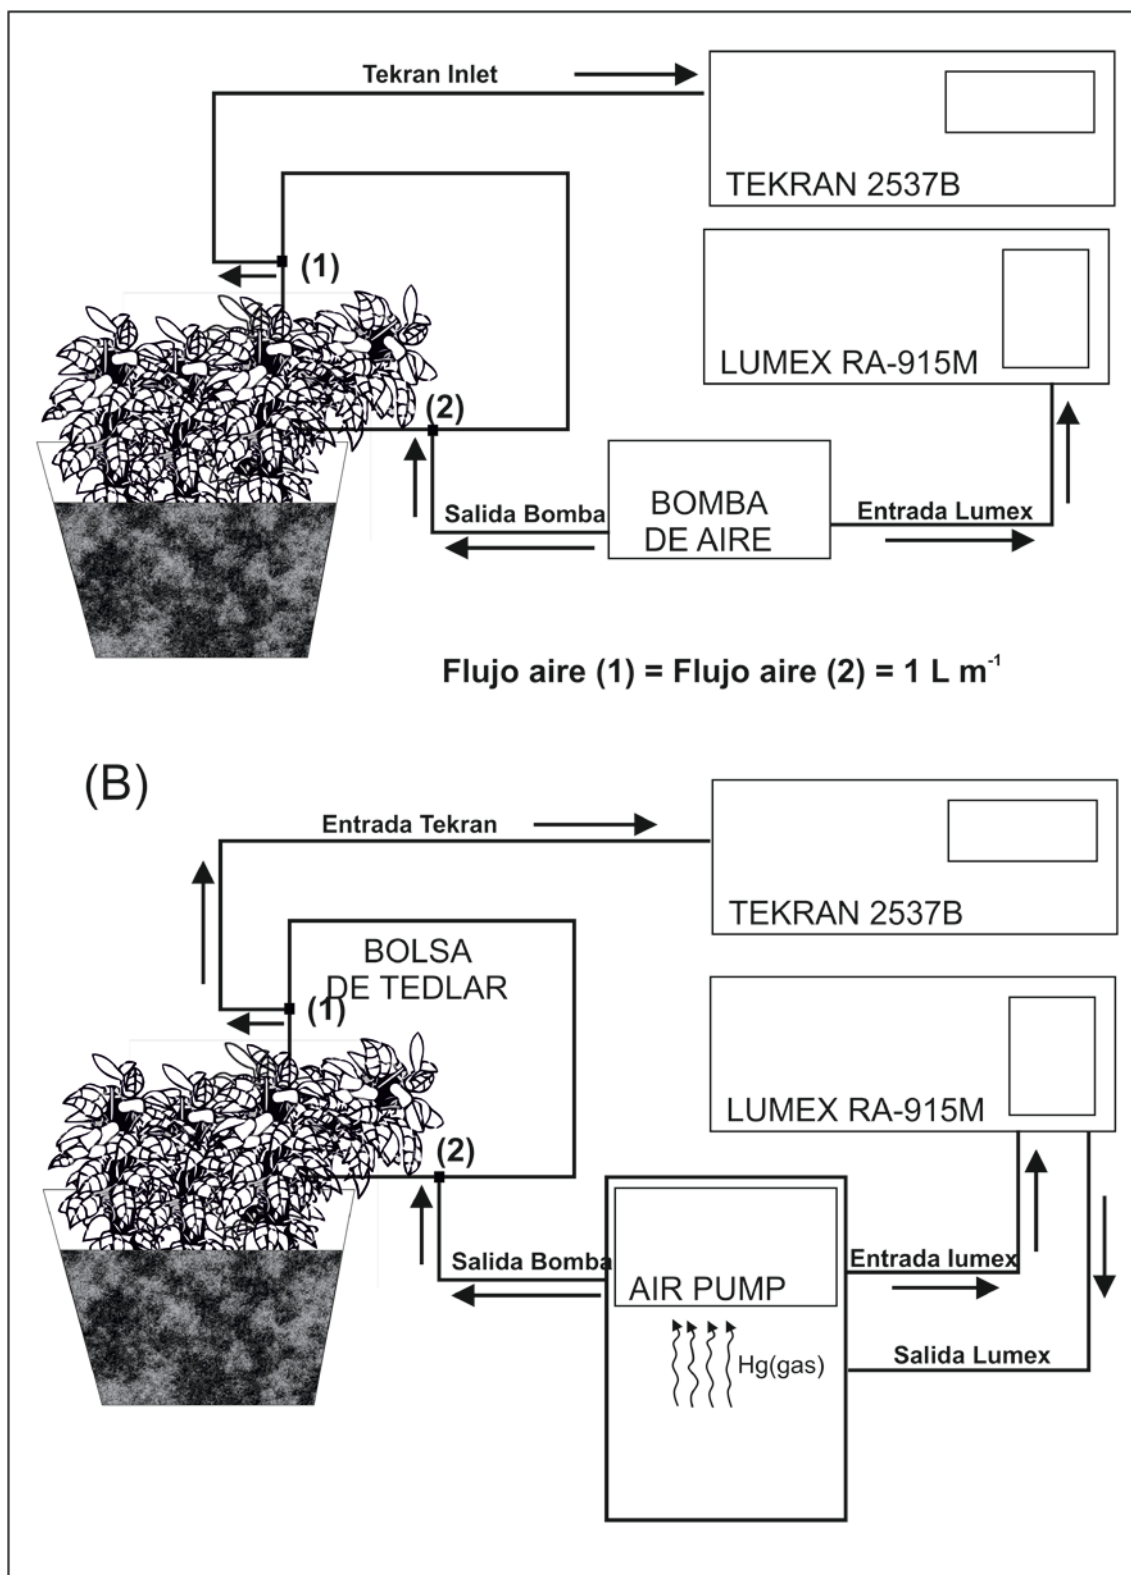 Tekran Inlet
TEKRAN 2537B
(1)
LUMEX RA-915M
(2)
Salida Bomba
BOMBA
DE AIRE
Entrada Lumex
Flujo aire (1) = Flujo aire (2) = 1 L m⁻¹
(B)
Entrada Tekran
TEKRAN 2537B
BOLSA
DE TEDLAR
(1)
LUMEX RA-915M
(2)
Salida Bomba
AIR PUMP
Entrada lumex
Hg(gas)
Salida Lumex